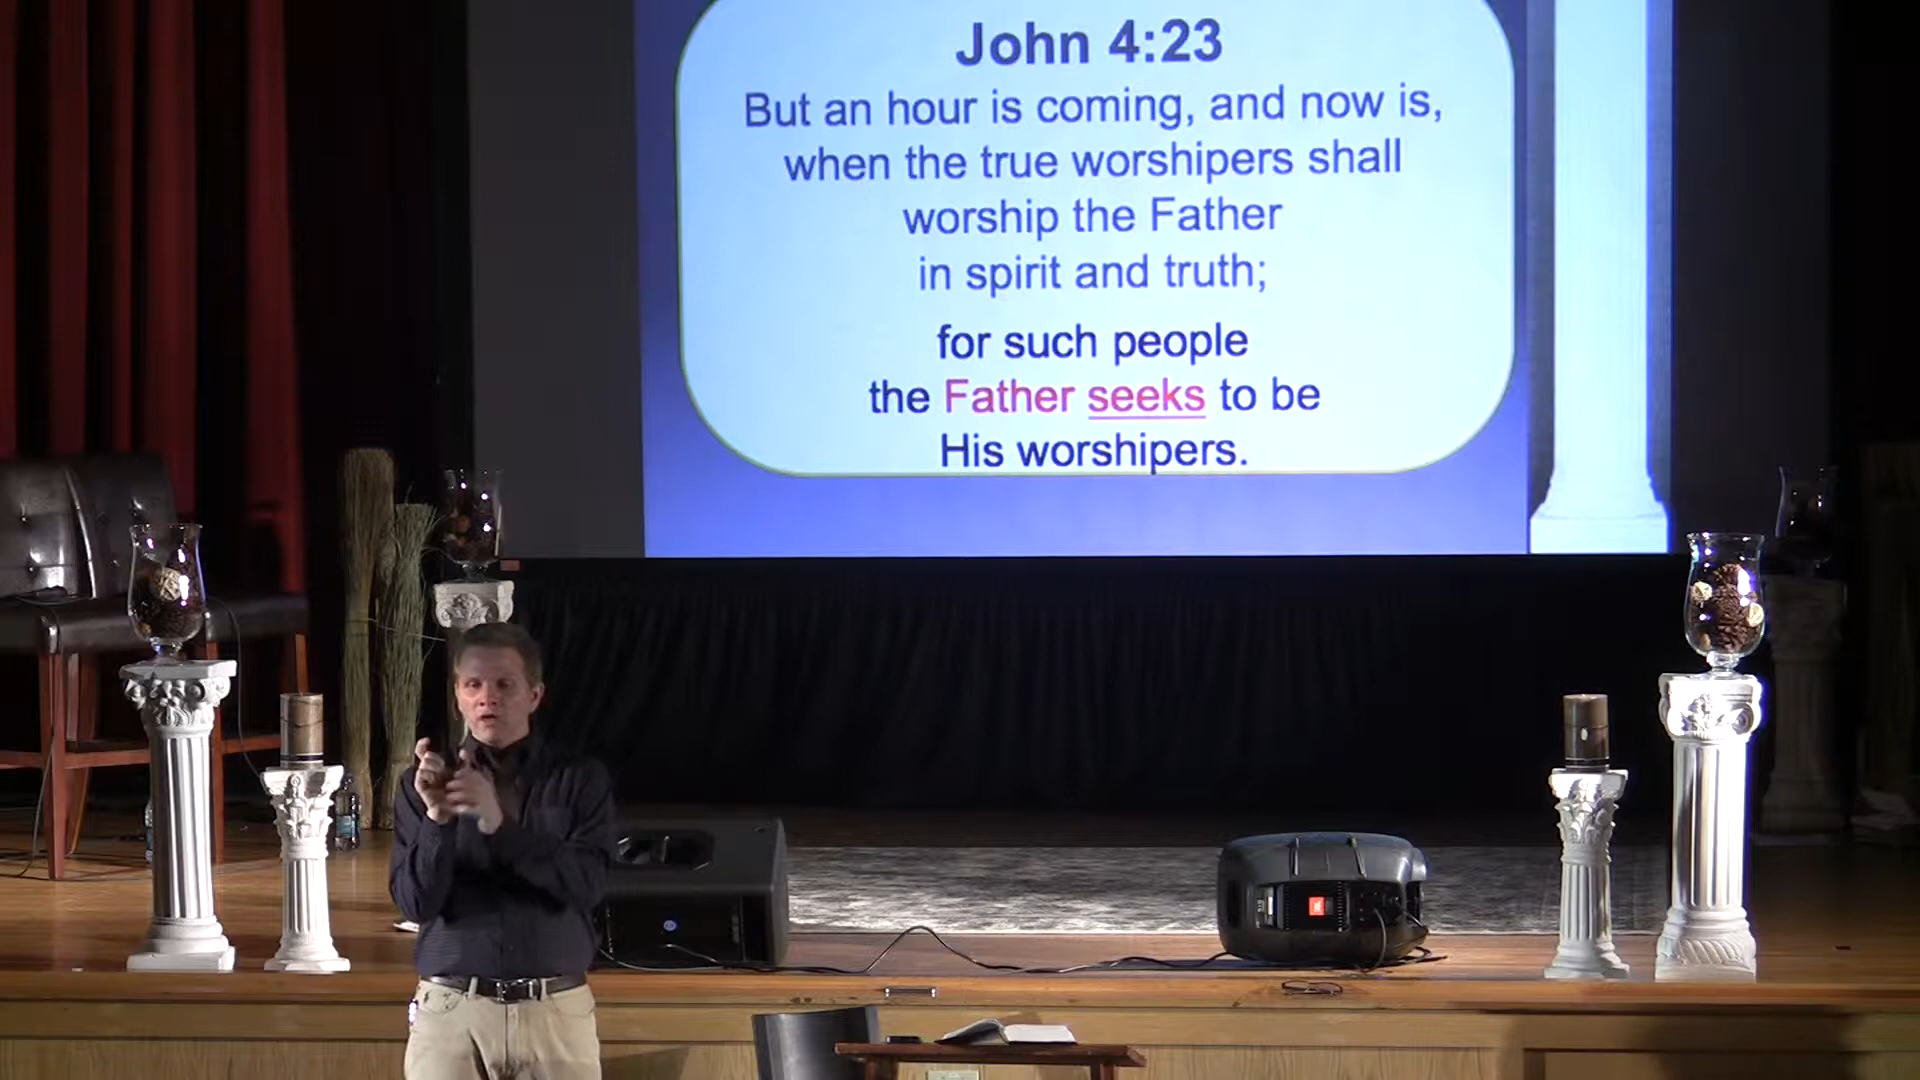 John 4:23
But an hour is coming, and now is,
when the true worshipers shall
worship the Father
in spirit and truth;
for such people
the Father seeks to be
His worshipers.